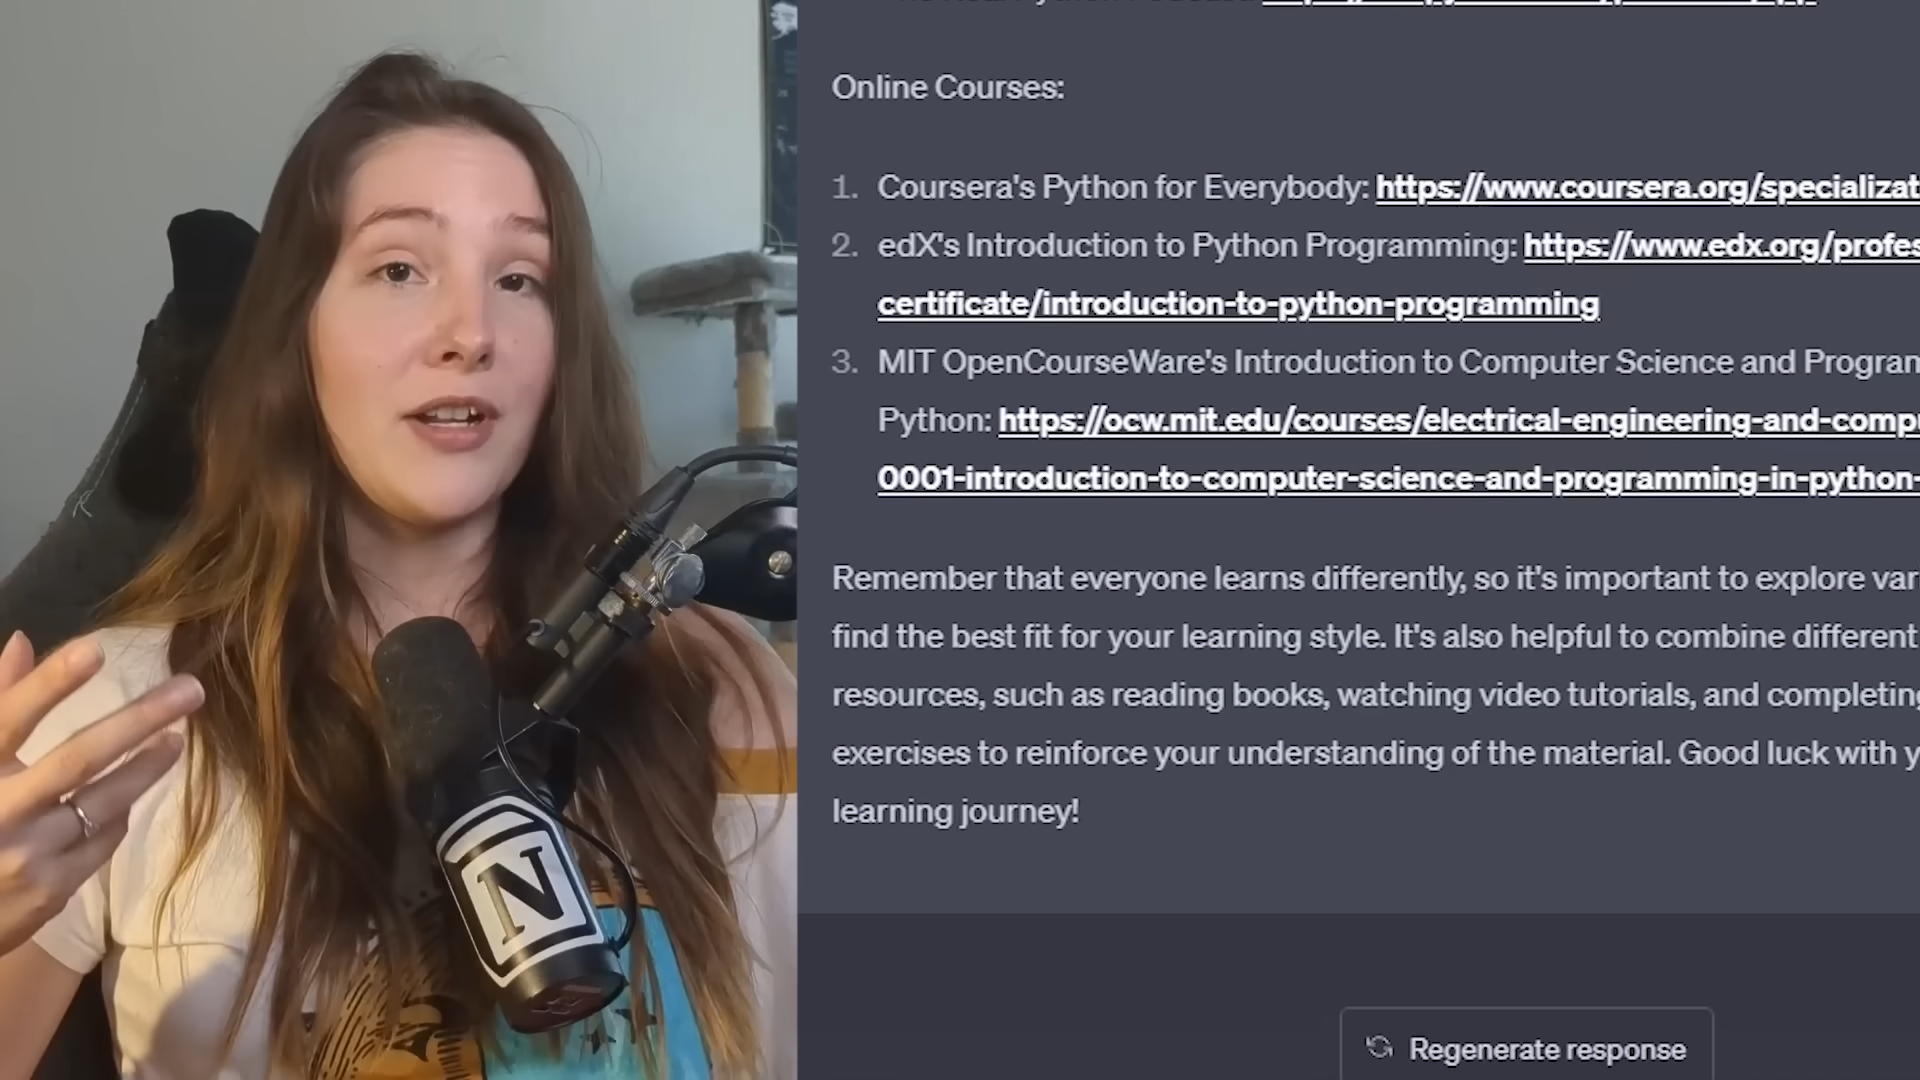 Online Courses:
1. Coursera's Python for Everybody: https://www.coursera.org/specializat
2. edX's Introduction to Python Programming: https://www.edx.org/profes
certificate/introduction-to-python-programming
3. MIT OpenCourseWare's Introduction to Computer Science and Program
Python: https://ocw.mit.edu/courses/electrical-engineering-and-comp
0001-introduction-to-computer-science-and-programming-in-python-
Remember that everyone learns differently, so it's important to explore var
find the best fit for your learning style. It's also helpful to combine different
resources, such as reading books, watching video tutorials, and completing
exercises to reinforce your understanding of the material. Good luck with y
learning journey!
Regenerate response
N